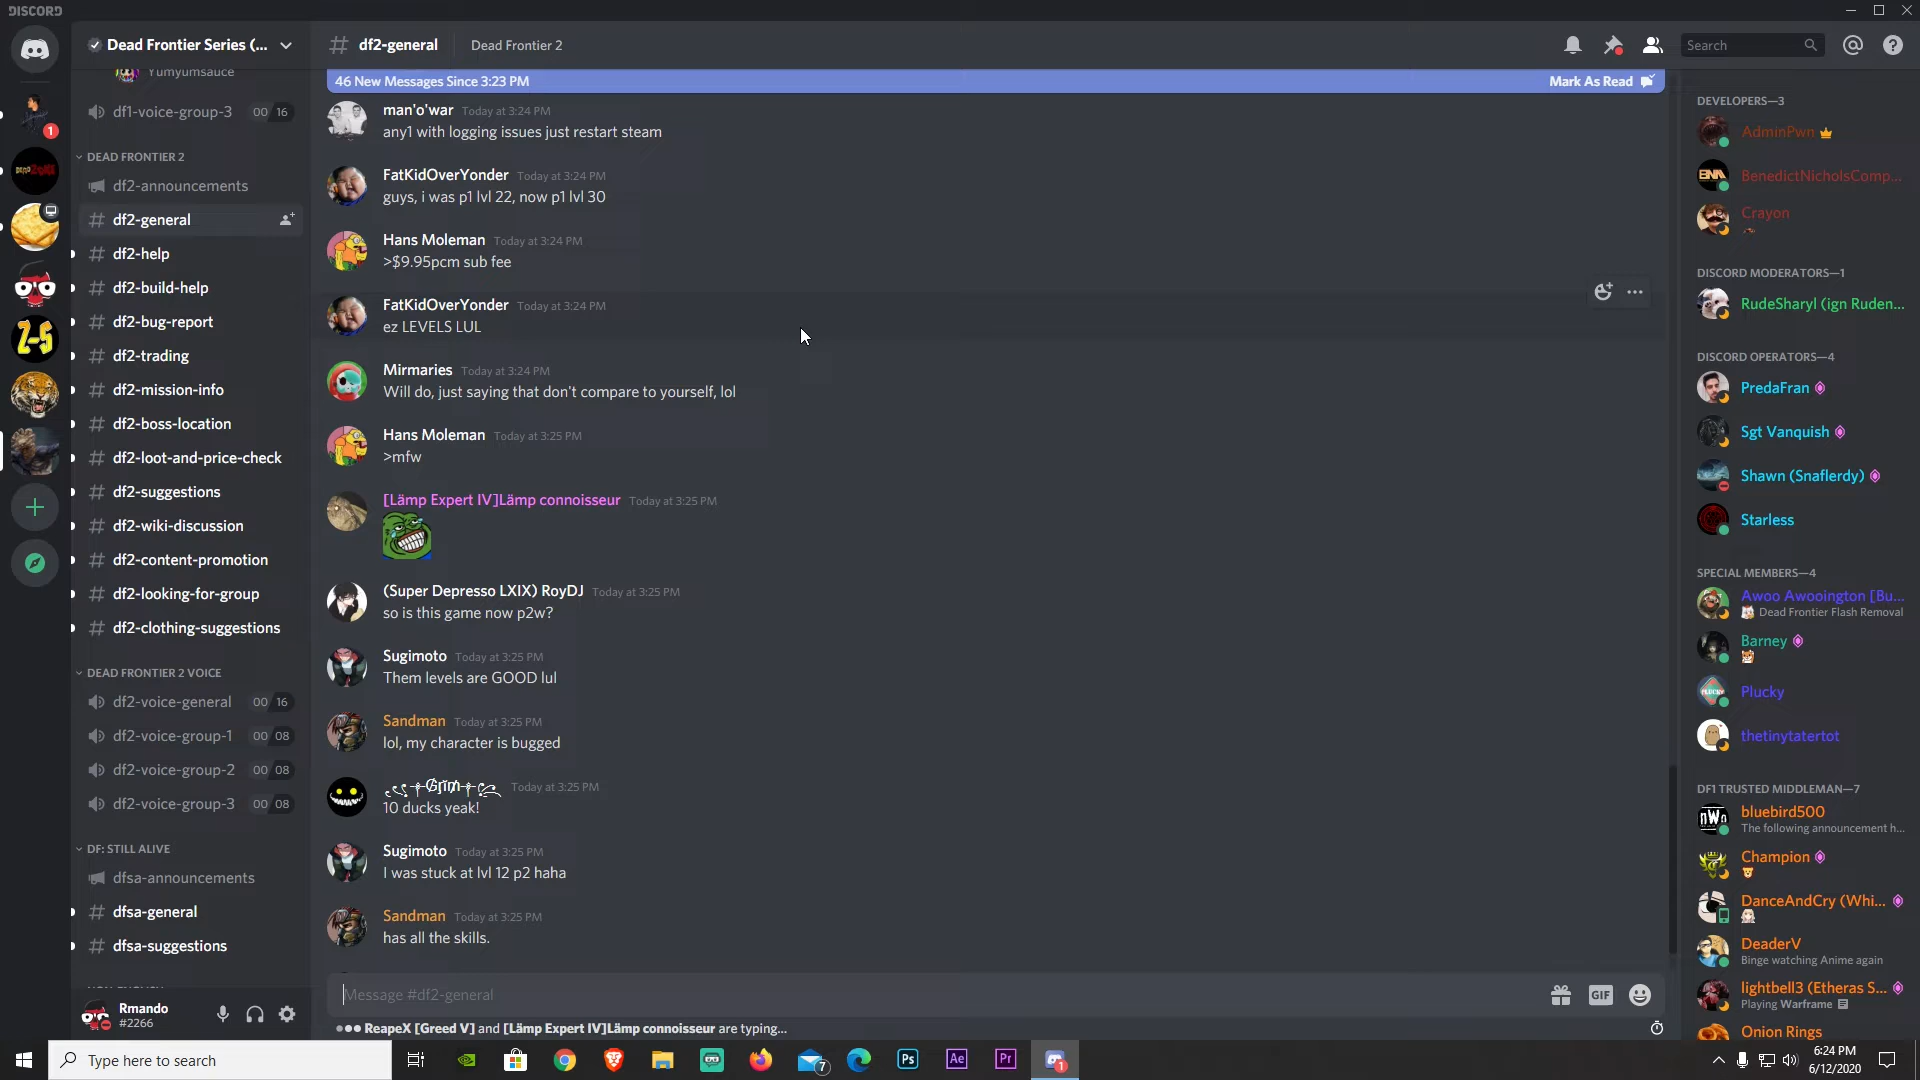 DISCORD
Dead Frontier Series (...
df2-general
Dead Frontier 2
Search
Yumyumsauce
df1-voice-group-3 00 16
DEAD FRONTIER 2
df2-announcements
df2-general
df2-help
df2-build-help
df2-bug-report
df2-trading
df2-mission-info
df2-boss-location
df2-loot-and-price-check
df2-suggestions
df2-wiki-discussion
df2-content-promotion
df2-looking-for-group
df2-clothing-suggestions
DEAD FRONTIER 2 VOICE
df2-voice-general 00 16
df2-voice-group-1 00 08
df2-voice-group-2 00 08
df2-voice-group-3 00 08
DF: STILL ALIVE
dfsa-announcements
dfsa-general
dfsa-suggestions
Rmando
#2266
1
Z-5
46 New Messages Since 3:23 PM Mark As Read
man'o'war Today at 3:24 PM
any1 with logging issues just restart steam
FatKidOverYonder Today at 3:24 PM
guys, i was p1 lvl 22, now p1 lvl 30
Hans Moleman Today at 3:24 PM
>$9.95pcm sub fee
FatKidOverYonder Today at 3:24 PM
ez LEVELS LUL
Mirmaries Today at 3:24 PM
Will do, just saying that don't compare to yourself, lol
Hans Moleman Today at 3:25 PM
>mfw
[Lämp Expert IV]Lämp connoisseur Today at 3:25 PM
(Super Depresso LXIX) RoyDJ Today at 3:25 PM
so is this game now p2w?
Sugimoto Today at 3:25 PM
Them levels are GOOD lul
Sandman Today at 3:25 PM
lol, my character is bugged
Grim Today at 3:25 PM
10 ducks yeak!
Sugimoto Today at 3:25 PM
I was stuck at lvl 12 p2 haha
Sandman Today at 3:25 PM
has all the skills.
Message #df2-general
GIF
ReapeX [Greed V] and [Lämp Expert IV]Lämp connoisseur are typing...
DEVELOPERS—3
AdminPwn
BenedictNicholsComp...
Crayon
DISCORD MODERATORS—1
RudeSharyl (ign Ruden...
DISCORD OPERATORS—4
PredaFran
Sgt Vanquish
Shawn (Snaflerdy)
Starless
SPECIAL MEMBERS—4
Awoo Awooington [Bu...
Dead Frontier Flash Removal
Barney
Plucky
thetinytatertot
DF1 TRUSTED MIDDLEMAN—7
bluebird500
The following announcement h...
Champion
DanceAndCry (Whi...
DeaderV
Binge watching Anime again
lightbell3 (Etheras S...
Playing Warframe
Onion Rings
Type here to search
7
Ps
Ae
Pr
1
6:24 PM
6/12/2020